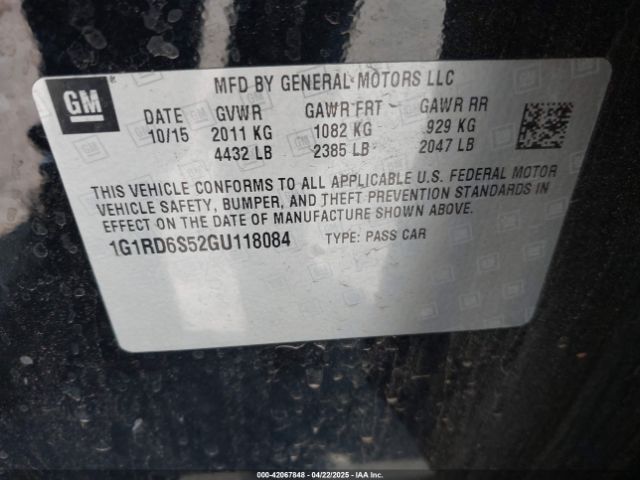 GM
MFD BY GENERAL MOTORS LLC
DATE GVWR GAWR FRT GAWR RR
10/15 2011 KG 1082 KG 929 KG
4432 LB 2385 LB 2047 LB
THIS VEHICLE CONFORMS TO ALL APPLICABLE U.S. FEDERAL MOTOR
VEHICLE SAFETY, BUMPER, AND THEFT PREVENTION STANDARDS IN
EFFECT ON THE DATE OF MANUFACTURE SHOWN ABOVE.
1G1RD6S52GU118084 TYPE: PASS CAR
000-42067848 - 04/22/2025 - IAA Inc.